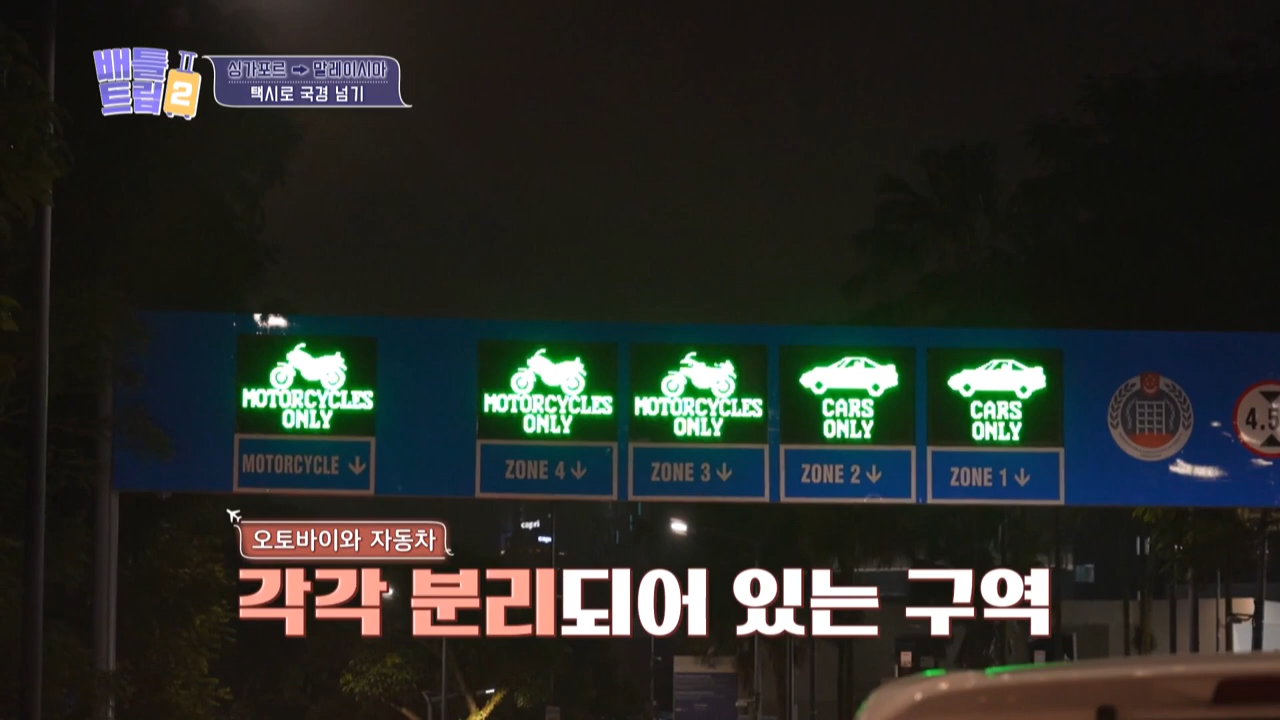 배틀
트립 2
싱가포르 ➡ 말레이시아
택시로 국경 넘기
MOTORCYCLES
ONLY
MOTORCYCLES
ONLY
MOTORCYCLES
ONLY
CARS
ONLY
CARS
ONLY
MOTORCYCLE ↓
ZONE 4 ↓
ZONE 3 ↓
ZONE 2 ↓
ZONE 1 ↓
4.5
capri
오토바이와 자동차
각각 분리되어 있는 구역